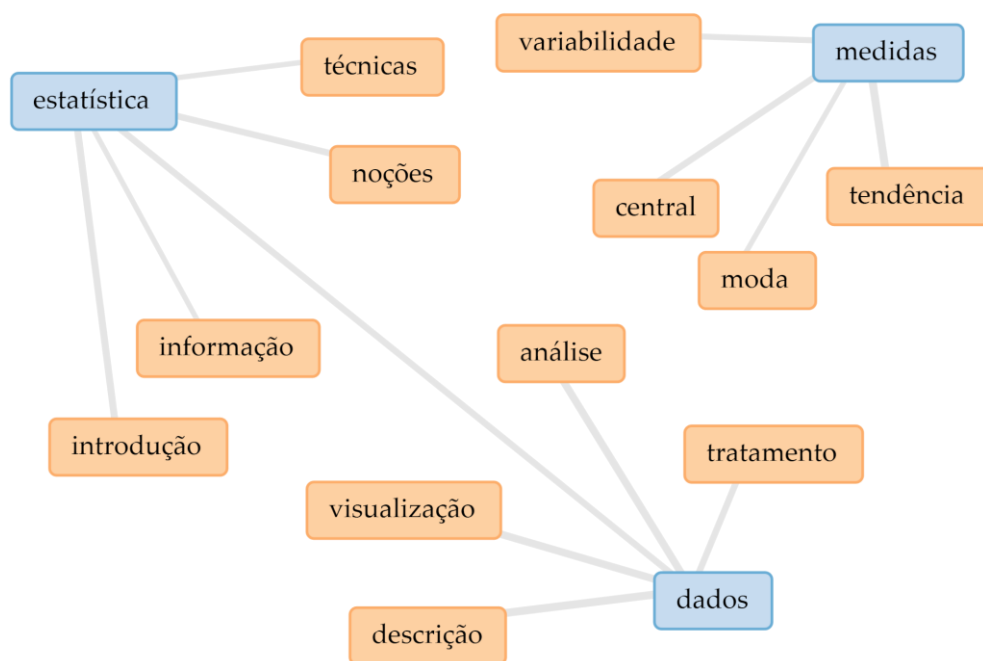 variabilidade
medidas
técnicas
estatística
noções
tendência
central
moda
informação
análise
introdução
tratamento
visualização
dados
descrição